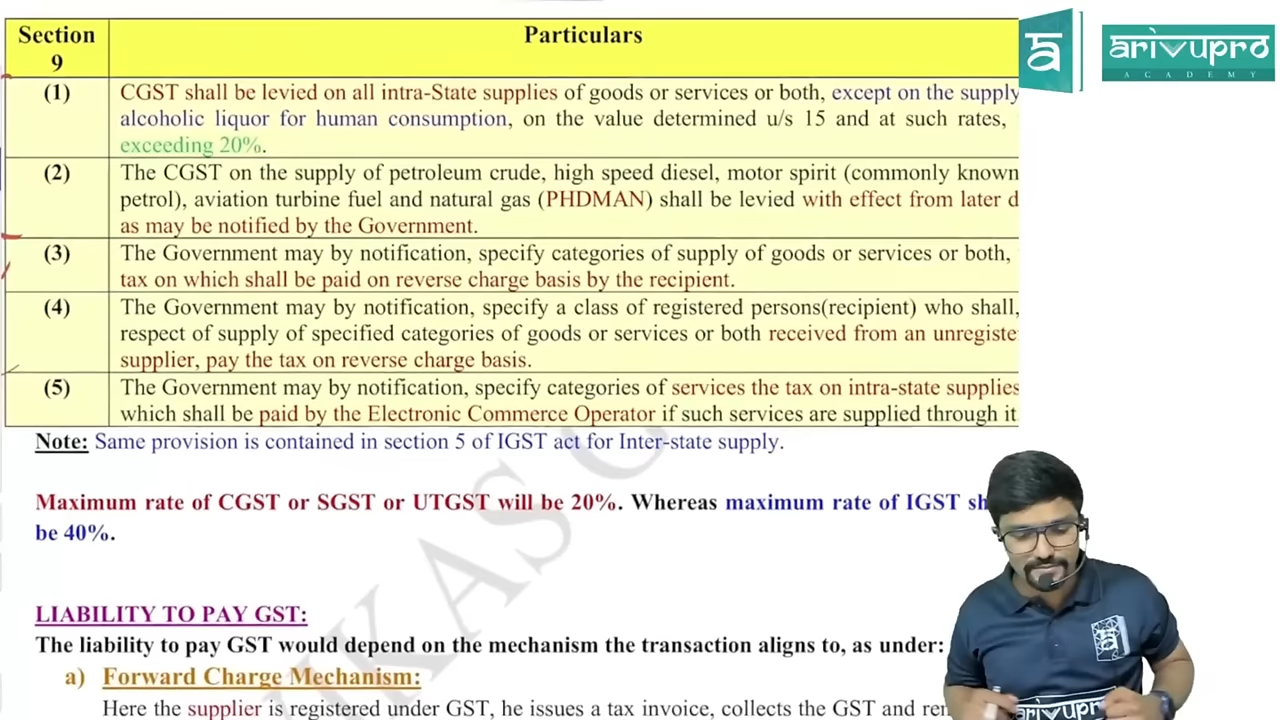 Section
9
Particulars
(1)
CGST shall be levied on all intra-State supplies of goods or services or both, except on the supply
alcoholic liquor for human consumption, on the value determined u/s 15 and at such rates,
exceeding 20%.
(2)
The CGST on the supply of petroleum crude, high speed diesel, motor spirit (commonly known
petrol), aviation turbine fuel and natural gas (PHDMAN) shall be levied with effect from later d
as may be notified by the Government.
(3)
The Government may by notification, specify categories of supply of goods or services or both,
tax on which shall be paid on reverse charge basis by the recipient.
(4)
The Government may by notification, specify a class of registered persons(recipient) who shall,
respect of supply of specified categories of goods or services or both received from an unregiste
supplier, pay the tax on reverse charge basis.
(5)
The Government may by notification, specify categories of services the tax on intra-state supplies
which shall be paid by the Electronic Commerce Operator if such services are supplied through it
Note: Same provision is contained in section 5 of IGST act for Inter-state supply.
Maximum rate of CGST or SGST or UTGST will be 20%. Whereas maximum rate of IGST sh
be 40%.
LIABILITY TO PAY GST:
The liability to pay GST would depend on the mechanism the transaction aligns to, as under:
a) Forward Charge Mechanism:
Here the supplier is registered under GST, he issues a tax invoice, collects the GST and ren
VIKAS C
arivupro
ACADEMY
arivupro